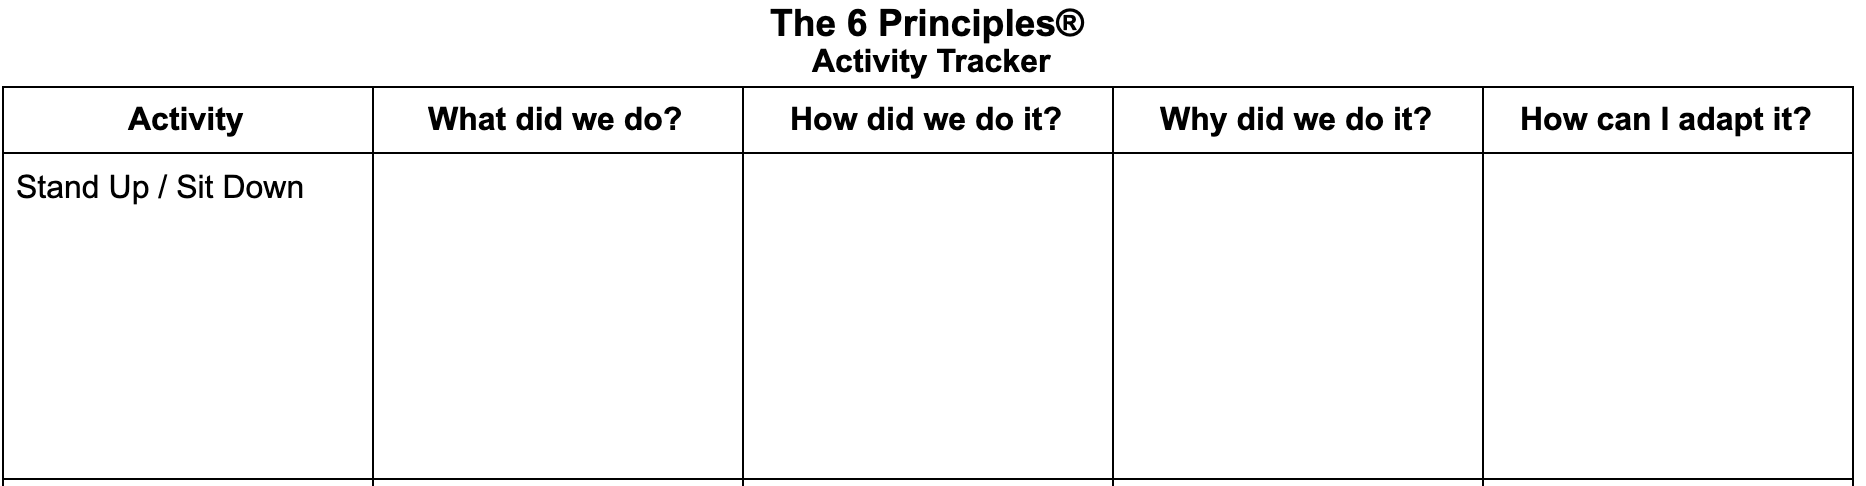 The 6 Principles®
Activity Tracker
Activity What did we do? How did we do it? Why did we do it? How can I adapt it?
Stand Up / Sit Down